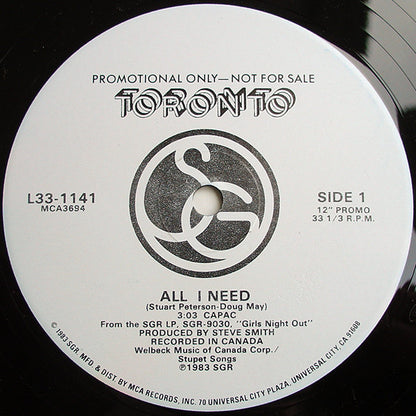 PROMOTIONAL ONLY—NOT FOR SALE
TORONTO
SG
L33-1141
MCA3694
SIDE 1
12" PROMO
33 1/3 R.P.M.
ALL I NEED
(Stuart Peterson-Doug May)
3:03 CAPAC
From the SGR LP, SGR-9030, "Girls Night Out"
PRODUCED BY STEVE SMITH
RECORDED IN CANADA
Welbeck Music of Canada Corp./
Stupet Songs
℗1983 SGR
©1983 SGR. MFG. & DIST. BY MCA RECORDS, INC. 70 UNIVERSAL CITY PLAZA, UNIVERSAL CITY, CA 91608